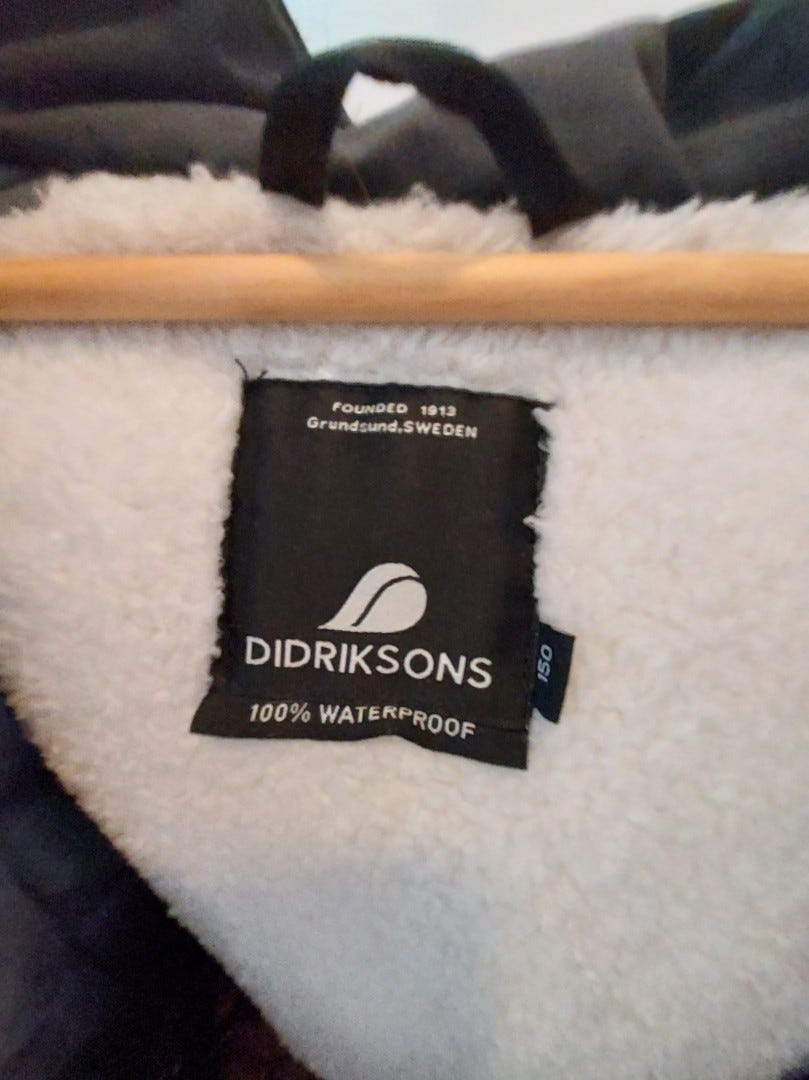 FOUNDED 1913
Grundsund.SWEDEN
DIDRIKSONS
150
100% WATERPROOF